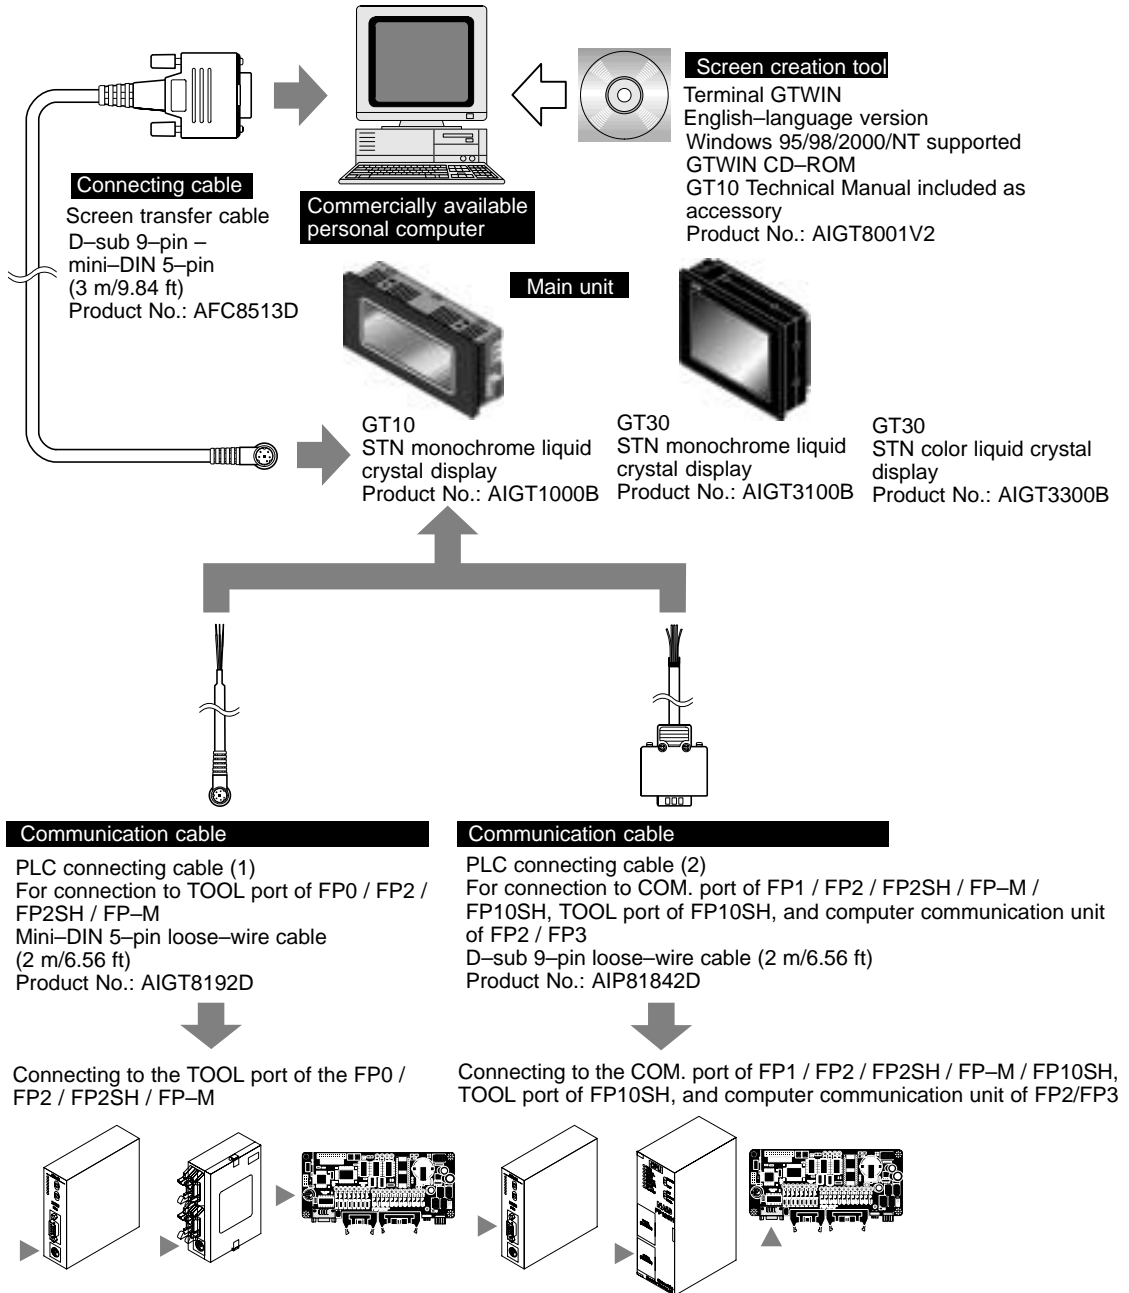 Screen creation tool
Terminal GTWIN
English–language version
Windows 95/98/2000/NT supported
GTWIN CD–ROM
GT10 Technical Manual included as
accessory
Product No.: AIGT8001V2
Connecting cable
Screen transfer cable
D–sub 9–pin –
mini–DIN 5–pin
(3 m/9.84 ft)
Product No.: AFC8513D
Commercially available
personal computer
Main unit
GT10
STN monochrome liquid
crystal display
Product No.: AIGT1000B
GT30
STN monochrome liquid
crystal display
Product No.: AIGT3100B
GT30
STN color liquid crystal
display
Product No.: AIGT3300B
Communication cable
PLC connecting cable (1)
For connection to TOOL port of FP0 / FP2 /
FP2SH / FP–M
Mini–DIN 5–pin loose–wire cable
(2 m/6.56 ft)
Product No.: AIGT8192D
Connecting to the TOOL port of the FP0 /
FP2 / FP2SH / FP–M
Communication cable
PLC connecting cable (2)
For connection to COM. port of FP1 / FP2 / FP2SH / FP–M /
FP10SH, TOOL port of FP10SH, and computer communication unit
of FP2 / FP3
D–sub 9–pin loose–wire cable (2 m/6.56 ft)
Product No.: AIP81842D
Connecting to the COM. port of FP1 / FP2 / FP2SH / FP–M / FP10SH,
TOOL port of FP10SH, and computer communication unit of FP2/FP3